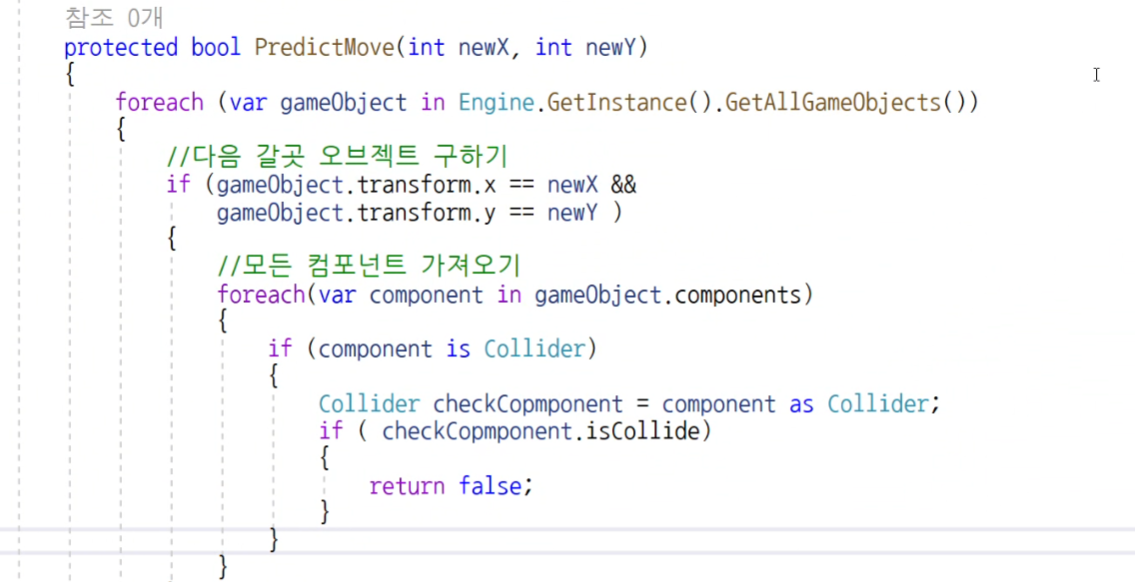 참조 0개
protected bool PredictMove(int newX, int newY)
{
foreach (var gameObject in Engine.GetInstance().GetAllGameObjects())
{
//다음 갈곳 오브젝트 구하기
if (gameObject.transform.x == newX &&
gameObject.transform.y == newY )
{
//모든 컴포넌트 가져오기
foreach(var component in gameObject.components)
{
if (component is Collider)
{
Collider checkCopmponent = component as Collider;
if ( checkCopmponent.isCollide)
{
return false;
}
}
}